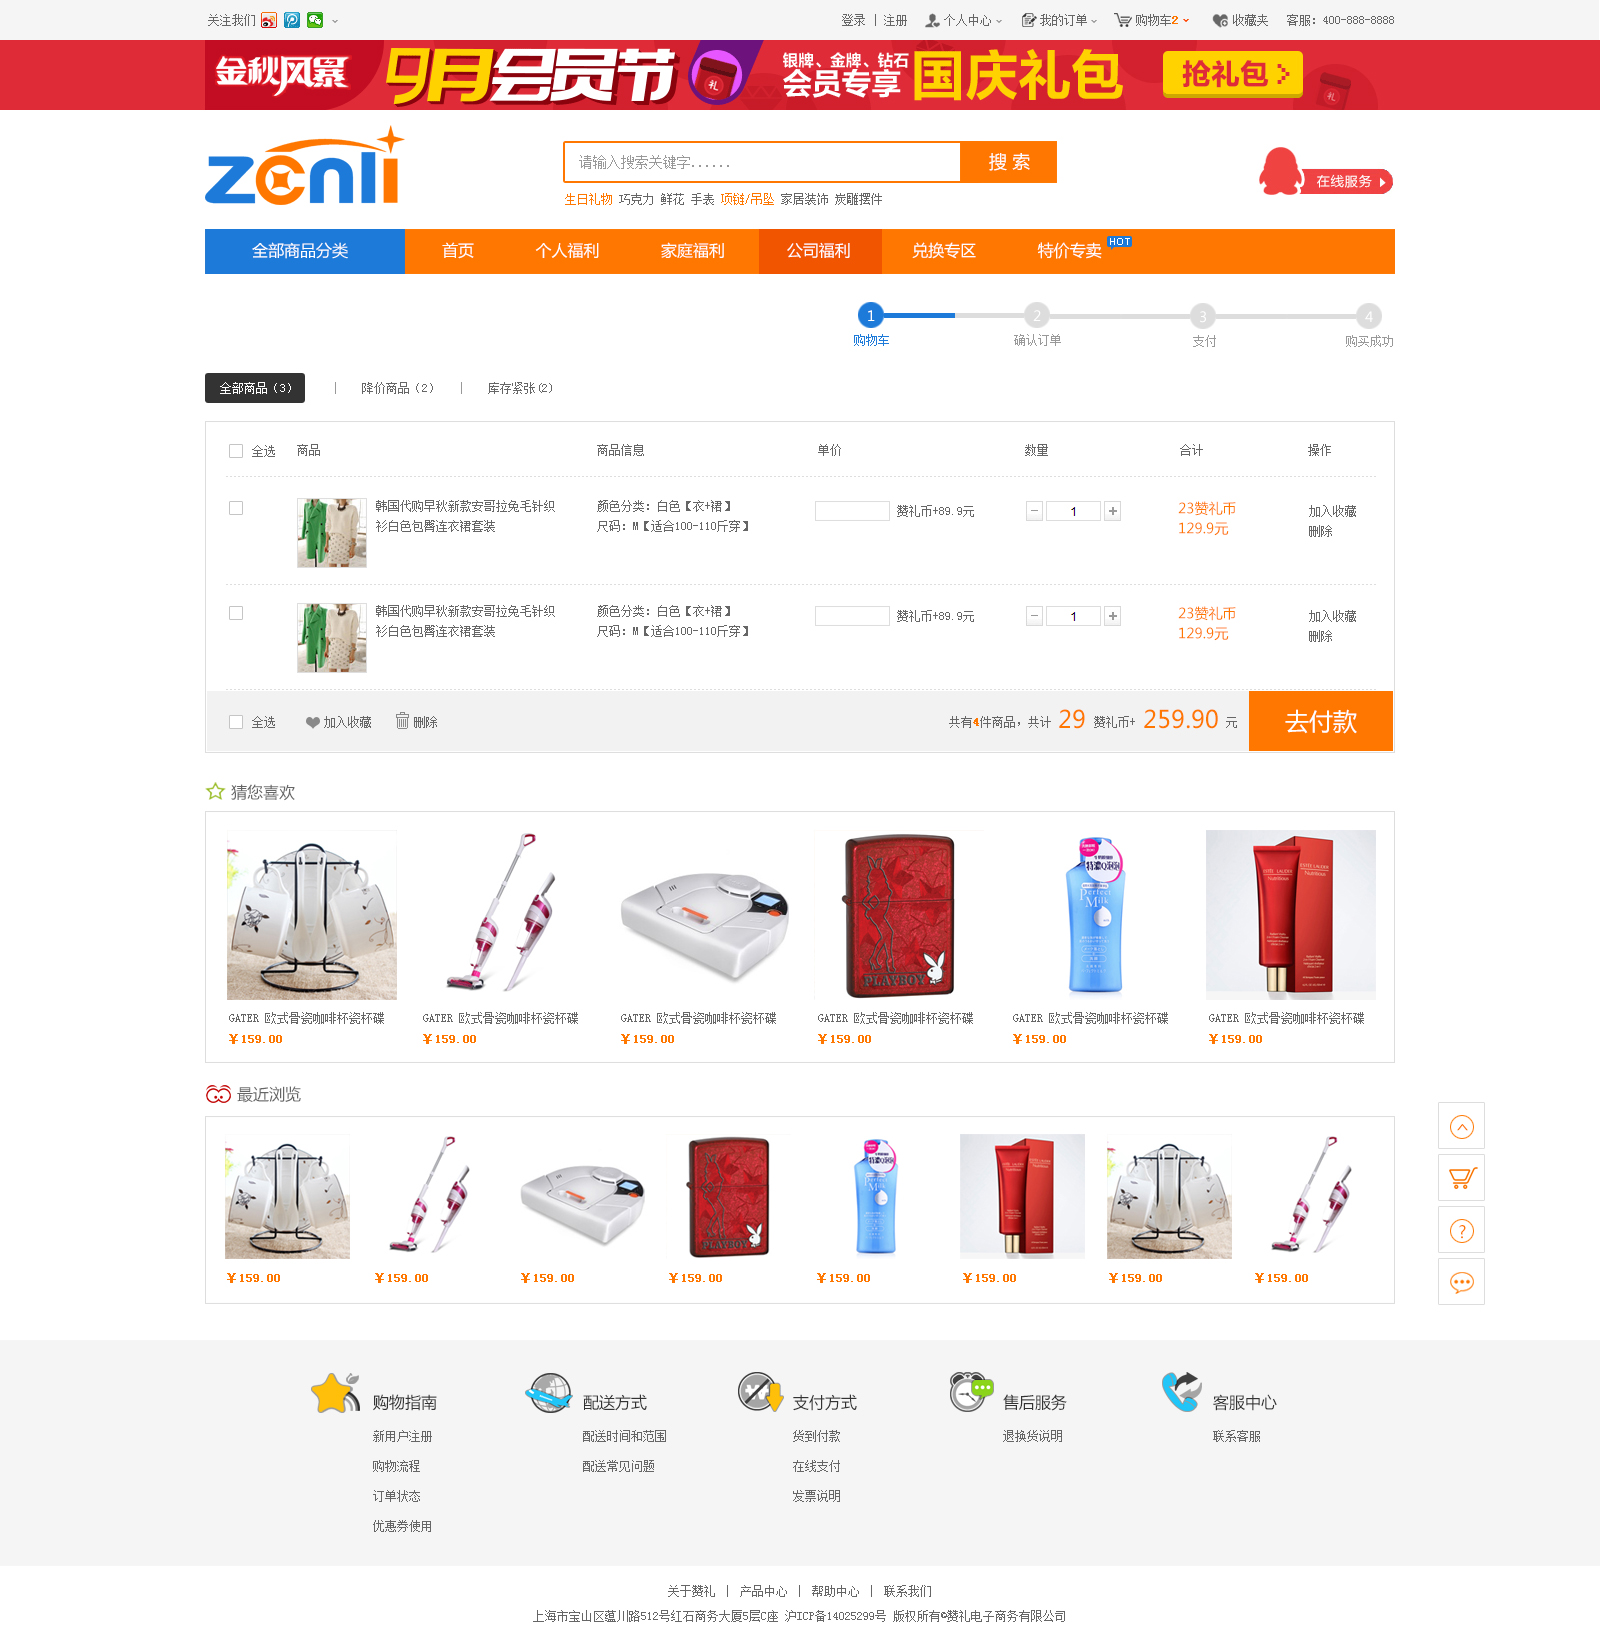 关注我们
登录 | 注册 个人中心 我的订单 购物车2 收藏夹 客服: 400-888-8888
金秋风暴 9月会员节 银牌、金牌、钻石 会员专享 国庆礼包 抢礼包
礼
礼
zenli
请输入搜索关键字...... 搜 索
在线服务
生日礼物 巧克力 鲜花 手表 项链/吊坠 家居装饰 炭雕摆件
全部商品分类 首页 个人福利 家庭福利 公司福利 兑换专区 特价专卖 HOT
1 2 3 4
购物车 确认订单 支付 购买成功
全部商品（3） | 降价商品（2） | 库存紧张(2）
全选 商品 商品信息 单价 数量 合计 操作
韩国代购早秋新款安哥拉兔毛针织 颜色分类: 白色【衣+裙】 赞礼币+89.9元 - 1 + 23赞礼币 加入收藏
衫白色包臀连衣裙套装 尺码: M【适合100-110斤穿】 129.9元 删除
韩国代购早秋新款安哥拉兔毛针织 颜色分类: 白色【衣+裙】 赞礼币+89.9元 - 1 + 23赞礼币 加入收藏
衫白色包臀连衣裙套装 尺码: M【适合100-110斤穿】 129.9元 删除
全选 加入收藏 删除 共有4件商品, 共计 29 赞礼币+ 259.90 元 去付款
猜您喜欢
PLAYBOY
Perfect Milk
ESTEE LAUDER
Nutritious
GATER 欧式骨瓷咖啡杯瓷杯碟 GATER 欧式骨瓷咖啡杯瓷杯碟 GATER 欧式骨瓷咖啡杯瓷杯碟 GATER 欧式骨瓷咖啡杯瓷杯碟 GATER 欧式骨瓷咖啡杯瓷杯碟 GATER 欧式骨瓷咖啡杯瓷杯碟
￥159.00 ￥159.00 ￥159.00 ￥159.00 ￥159.00 ￥159.00
最近浏览
PLAYBOY
Perfect Milk
￥159.00 ￥159.00 ￥159.00 ￥159.00 ￥159.00 ￥159.00 ￥159.00 ￥159.00
购物指南 配送方式 支付方式 售后服务 客服中心
新用户注册 配送时间和范围 货到付款 退换货说明 联系客服
购物流程 配送常见问题 在线支付
订单状态 发票说明
优惠券使用
关于赞礼 | 产品中心 | 帮助中心 | 联系我们
上海市宝山区蕴川路512号红石商务大厦5层C座 沪ICP备14025299号 版权所有©赞礼电子商务有限公司